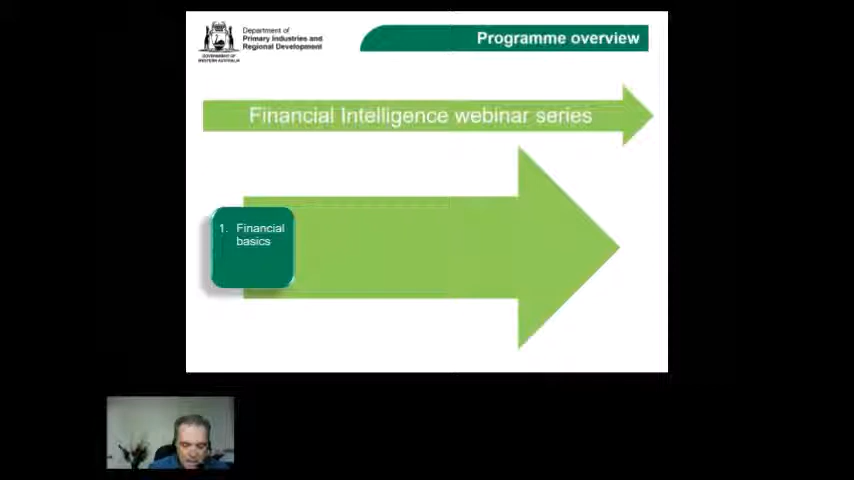 Department of
Primary Industries and
Regional Development
GOVERNMENT OF
WESTERN AUSTRALIA
Programme overview
Financial Intelligence webinar series
1. Financial
basics